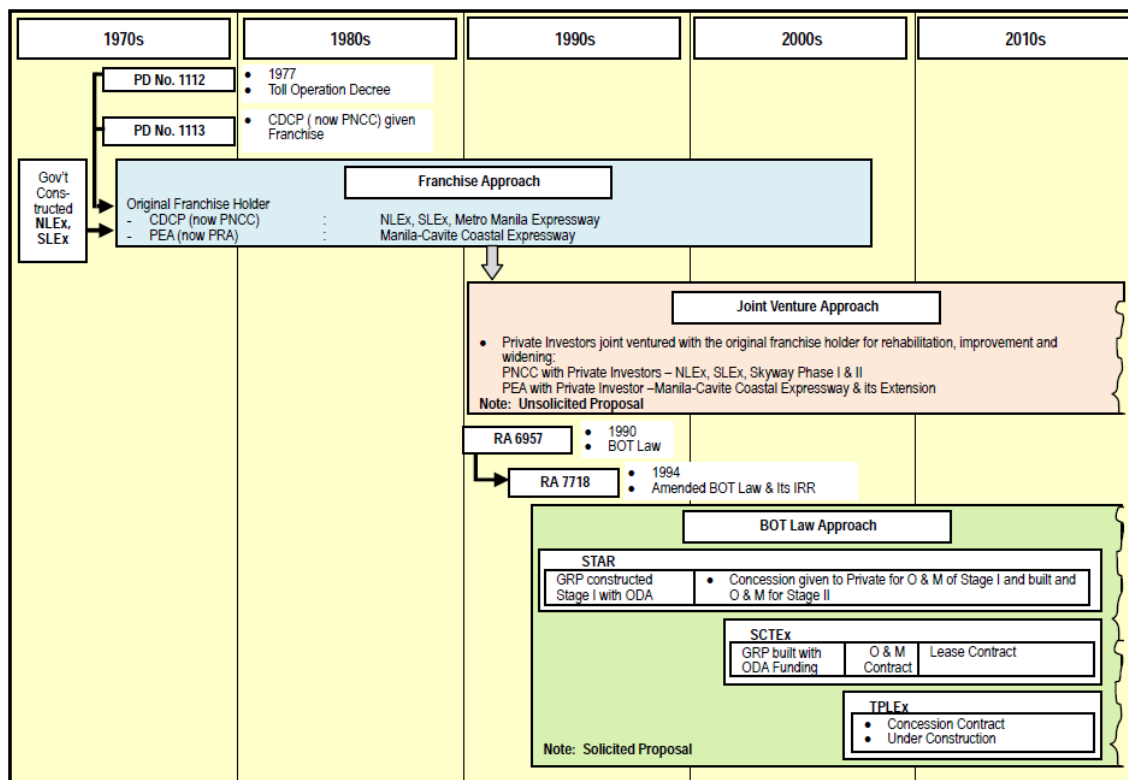 1970s
1980s
1990s
2000s
2010s
PD No. 1112
• 1977
• Toll Operation Decree
PD No. 1113
• CDCP ( now PNCC) given
Franchise
Gov't
Cons-
tructed
NLEx,
SLEx
Franchise Approach
Original Franchise Holder
- CDCP (now PNCC) : NLEx, SLEx, Metro Manila Expressway
- PEA (now PRA) : Manila-Cavite Coastal Expressway
Joint Venture Approach
• Private Investors joint ventured with the original franchise holder for rehabilitation, improvement and
widening:
PNCC with Private Investors – NLEx, SLEx, Skyway Phase I & II
PEA with Private Investor –Manila-Cavite Coastal Expressway & its Extension
Note: Unsolicited Proposal
RA 6957
• 1990
• BOT Law
RA 7718
• 1994
• Amended BOT Law & Its IRR
BOT Law Approach
STAR
GRP constructed
Stage I with ODA
• Concession given to Private for O & M of Stage I and built and
O & M for Stage II
SCTEx
GRP built with
ODA Funding
O & M
Contract
Lease Contract
TPLEx
• Concession Contract
• Under Construction
Note: Solicited Proposal